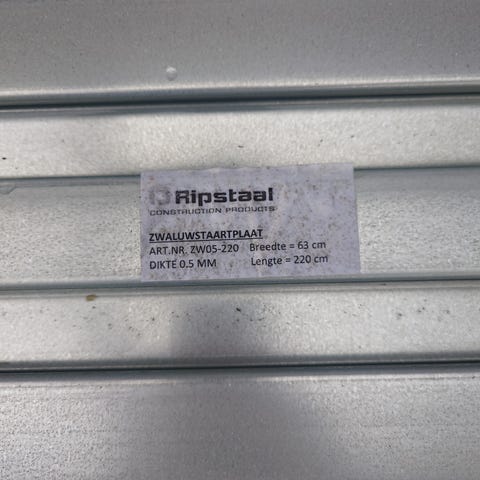 Ripstaal
CONSTRUCTION PRODUCTS
ZWALUWSTAARTPLAAT
ART.NR. ZW05-220 Breedte = 63 cm
DIKTE 0.5 MM Lengte = 220 cm